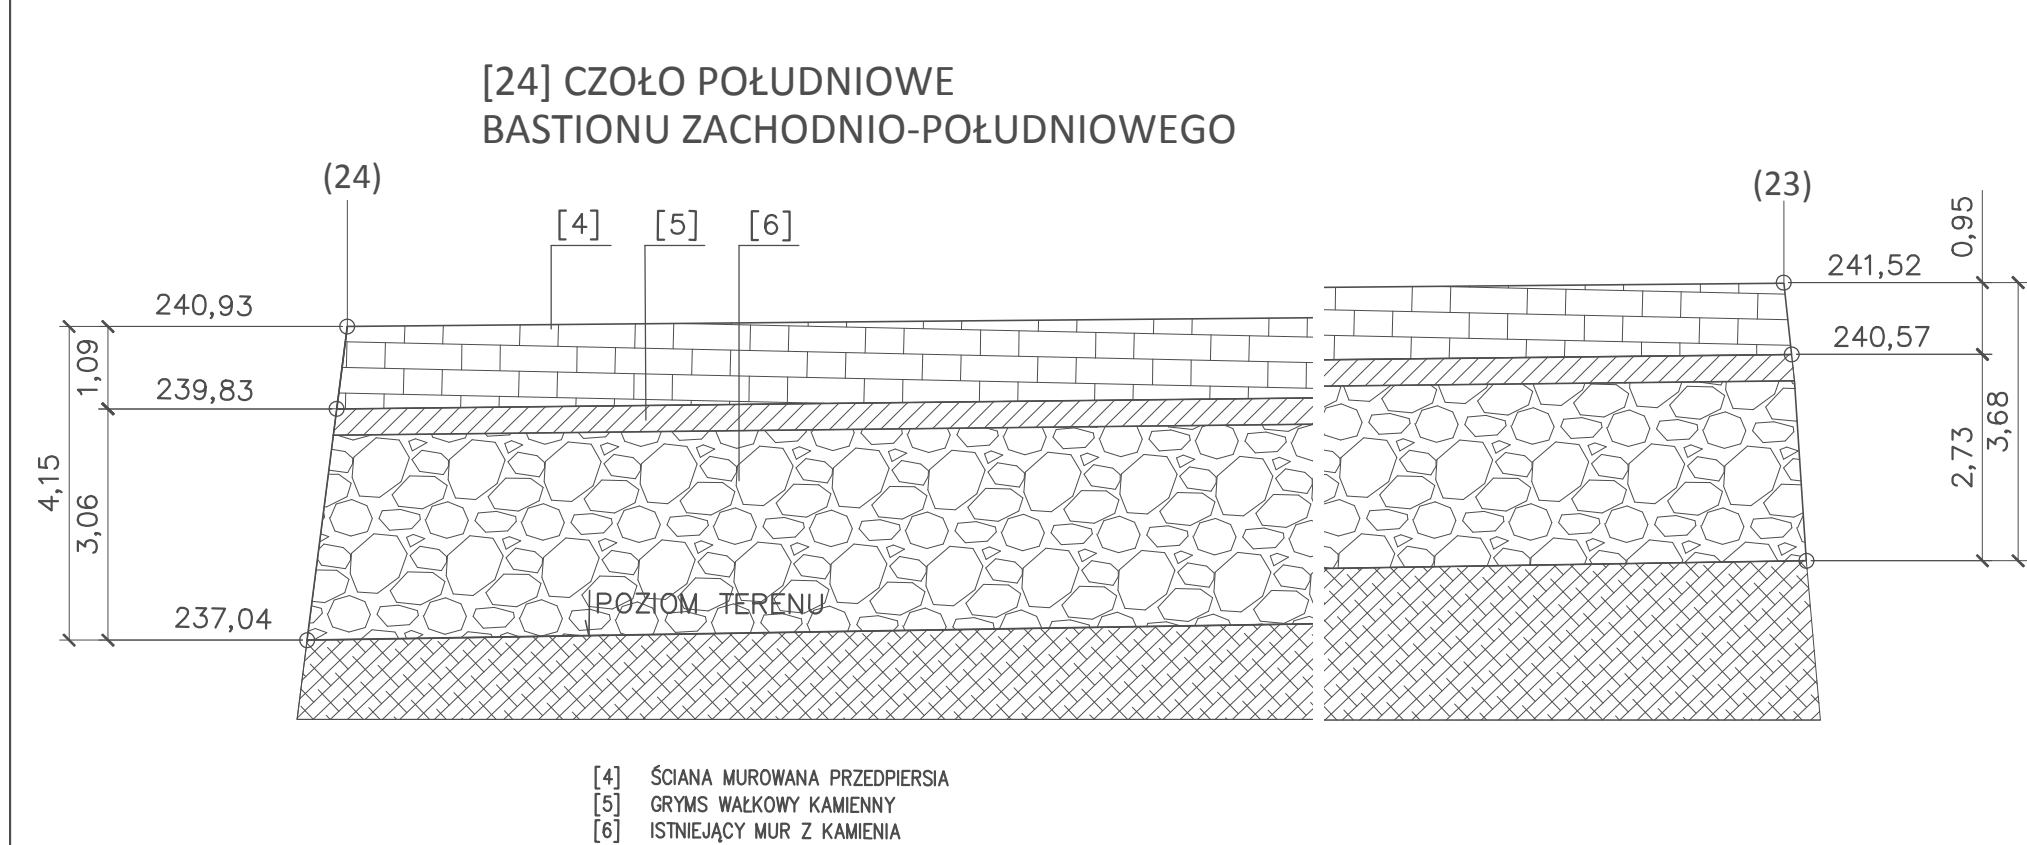 [24] CZOŁO POŁUDNIOWE
BASTIONU ZACHODNIO-POŁUDNIOWEGO
(24)
(23)
[4]
[5]
[6]
0,95
241,52
240,93
240,57
1,09
239,83
3,68
2,73
4,15
3,06
POZIOM TERENU
237,04
[4] ŚCIANA MUROWANA PRZEDPIERSIA
[5] GRYMS WAŁKOWY KAMIENNY
[6] ISTNIEJĄCY MUR Z KAMIENIA